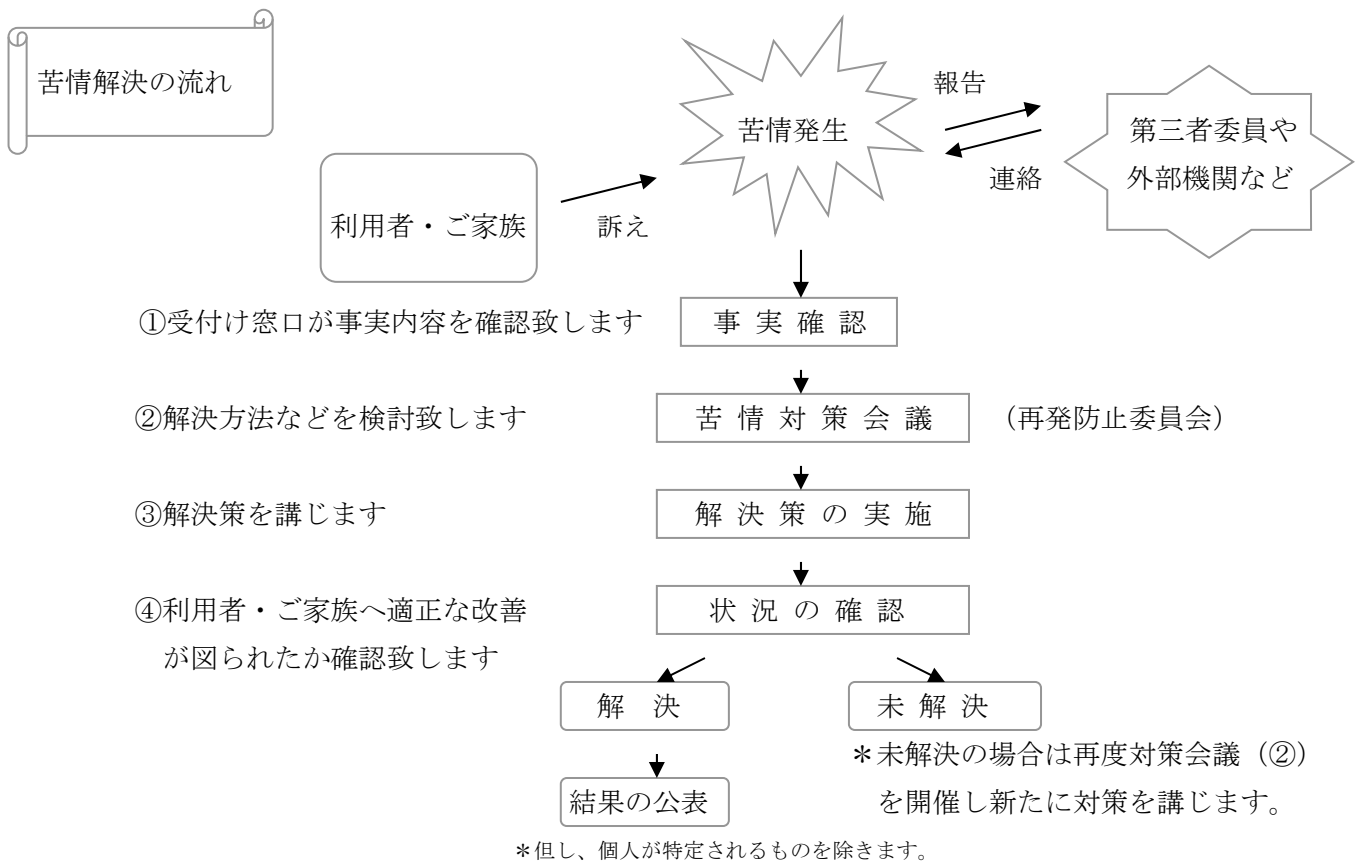 苦情解決の流れ
苦情発生
報告
連絡
第三者委員や
外部機関など
利用者・ご家族
訴え
①受付け窓口が事実内容を確認致します
事実確認
②解決方法などを検討致します
苦情対策会議
(再発防止委員会)
③解決策を講じます
解決策の実施
④利用者・ご家族へ適正な改善
が図られたか確認致します
状況の確認
解 決
未解決
*未解決の場合は再度対策会議(②)
を開催し新たに対策を講じます。
結果の公表
*但し、個人が特定されるものを除きます。